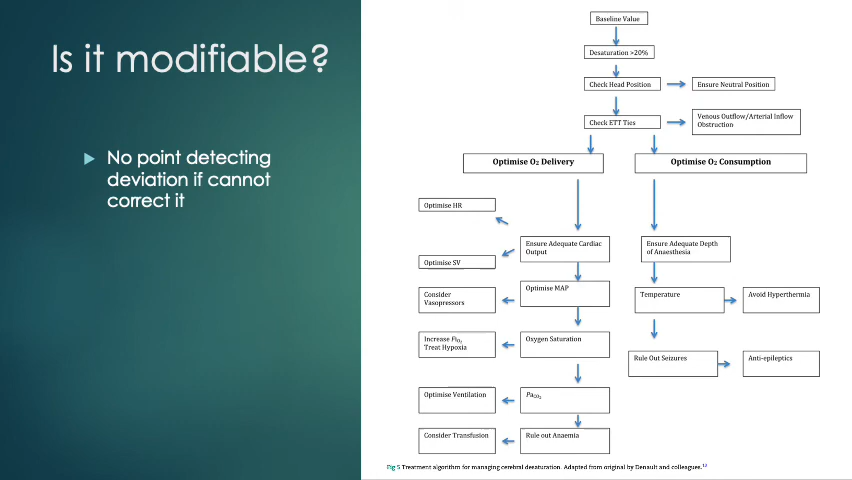 Is it modifiable?
No point detecting
deviation if cannot
correct it
Baseline Value
Desaturation >20%
Check Head Position
Ensure Neutral Position
Check ETT Ties
Venous Outflow/Arterial Inflow
Obstruction
Optimise O₂ Delivery
Optimise O₂ Consumption
Optimise HR
Ensure Adequate Cardiac
Output
Ensure Adequate Depth
of Anaesthesia
Optimise SV
Optimise MAP
Consider
Vasopressors
Temperature
Avoid Hyperthermia
Increase FIO₂
Treat Hypoxia
Oxygen Saturation
Rule Out Seizures
Anti-epileptics
Optimise Ventilation
PaCO₂
Consider Transfusion
Rule out Anaemia
Fig 5 Treatment algorithm for managing cerebral desaturation. Adapted from original by Denault and colleagues.¹²